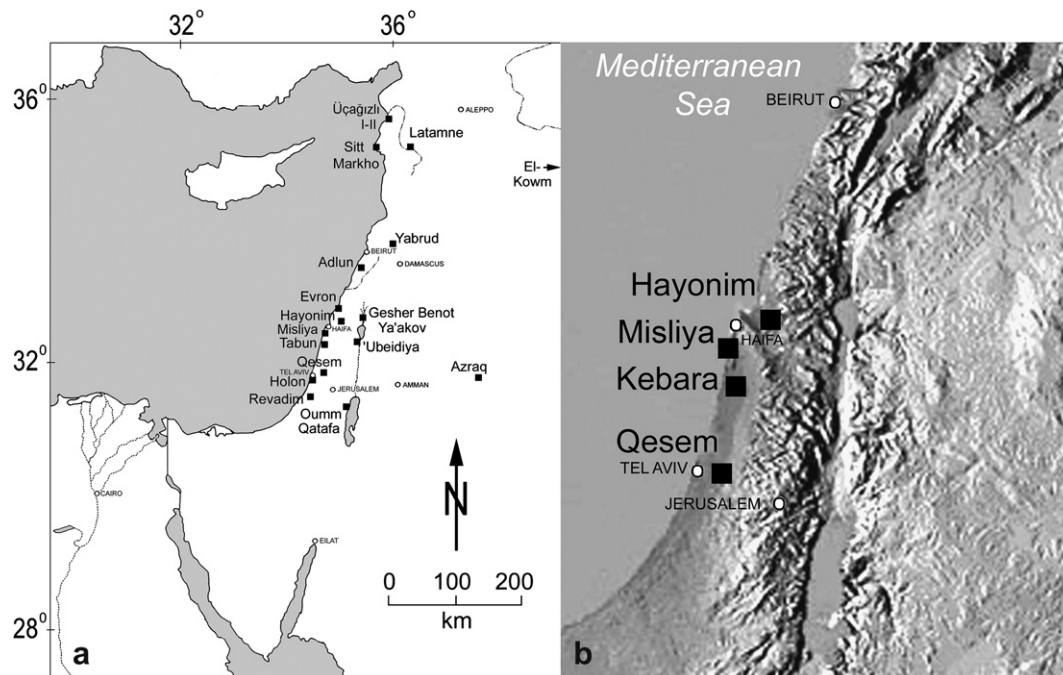 32°
36°
36°
Üçağızlı
I-II
ALEPPO
Latamne
Sitt
Markho
El-
Kowm
Yabrud
BEIRUT
Adlun
DAMASCUS
Evron
Hayonim
Gesher Benot
Ya'akov
HAIFA
Misliya
Tabun
'Ubeidiya
32°
Qesem
TEL AVIV
Holon
Azraq
AMMAN
JERUSALEM
Revadim
Oumm
Qatafa
CAIRO
N
EILAT
0 100 200
km
28°
a
Mediterranean
Sea
BEIRUT
Hayonim
Misliya
HAIFA
Kebara
Qesem
TEL AVIV
JERUSALEM
b